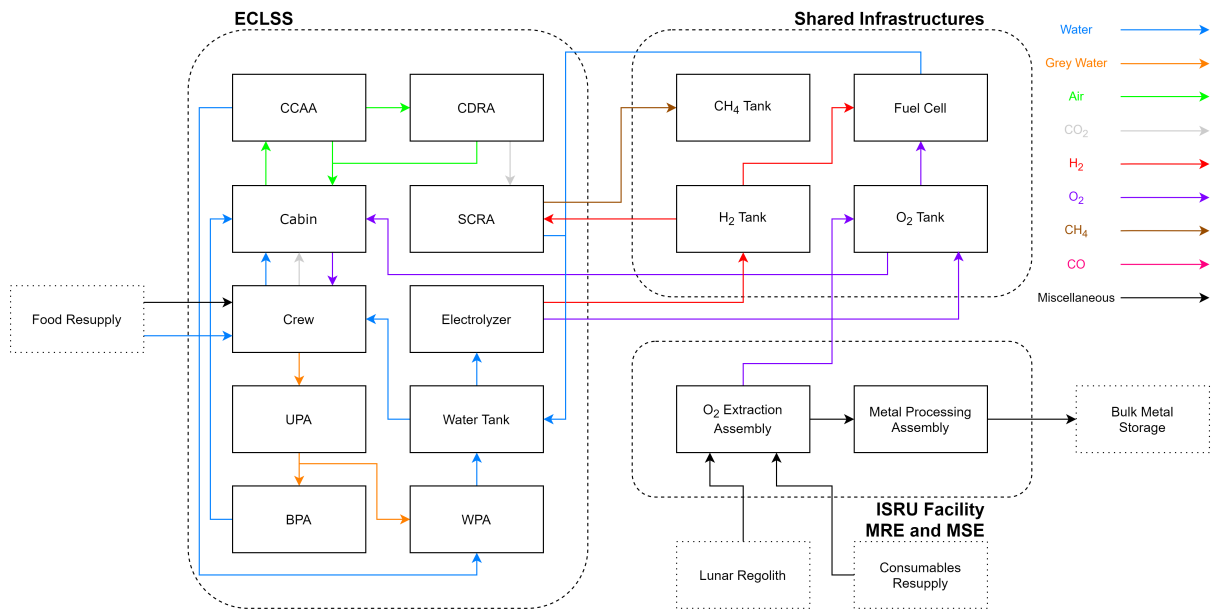 ECLSS
Shared Infrastructures
Water
Grey Water
Air
CO₂
H₂
O₂
CH₄
CO
Miscellaneous
CCAA
CDRA
CH₄ Tank
Fuel Cell
Cabin
SCRA
H₂ Tank
O₂ Tank
Food Resupply
Crew
Electrolyzer
UPA
Water Tank
O₂ Extraction
Assembly
Metal Processing
Assembly
Bulk Metal
Storage
BPA
WPA
ISRU Facility
MRE and MSE
Lunar Regolith
Consumables
Resupply